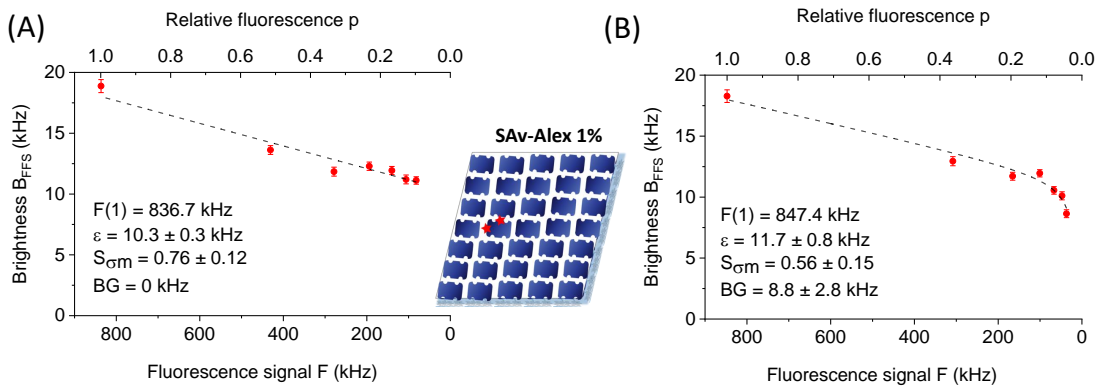 (A)
Relative fluorescence p
1.0 0.8 0.6 0.4 0.2 0.0
20
15
10
5
0
Brightness B_FFS (kHz)
F(1) = 836.7 kHz
ε = 10.3 ± 0.3 kHz
S_σm = 0.76 ± 0.12
BG = 0 kHz
800 600 400 200 0
Fluorescence signal F (kHz)
SAv-Alex 1%
(B)
Relative fluorescence p
1.0 0.8 0.6 0.4 0.2 0.0
20
15
10
5
0
Brightness B_FFS (kHz)
F(1) = 847.4 kHz
ε = 11.7 ± 0.8 kHz
S_σm = 0.56 ± 0.15
BG = 8.8 ± 2.8 kHz
800 600 400 200 0
Fluorescence signal F (kHz)